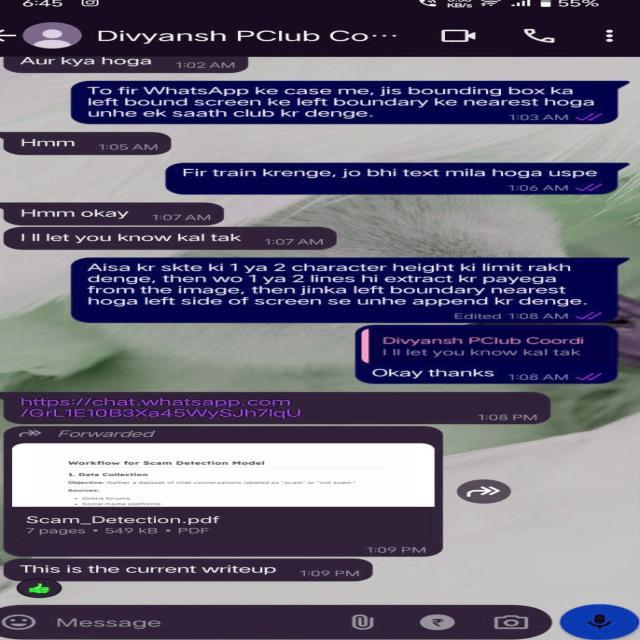 6:45
KB/s
55%
Divyansh PClub Co...
Aur kya hoga 1:02 AM
To fir WhatsApp ke case me, jis bounding box ka
left bound screen ke left boundary ke nearest hoga
unhe ek saath club kr denge.
1:03 AM
Hmm 1:05 AM
Fir train krenge, jo bhi text mila hoga uspe
1:06 AM
Hmm okay 1:07 AM
I ll let you know kal tak 1:07 AM
Aisa kr skte ki 1 ya 2 character height ki limit rakh
denge, then wo 1 ya 2 lines hi extract kr payega
from the image, then jinka left boundary nearest
hoga left side of screen se unhe append kr denge.
Edited 1:08 AM
Divyansh PClub Coordi
I ll let you know kal tak
Okay thanks 1:08 AM
https://chat.whatsapp.com
/GrL1E10B3Xa45WySJh7lqU
1:08 PM
Forwarded
Workflow for Scam Detection Model
1. Data Collection
Objective: Gather a dataset of chat conversations labeled as "scam" or "not scam."
Sources:
• Online forums
• Social media platforms
Scam_Detection.pdf
7 pages • 549 kB • PDF
1:09 PM
This is the current writeup 1:09 PM
Message